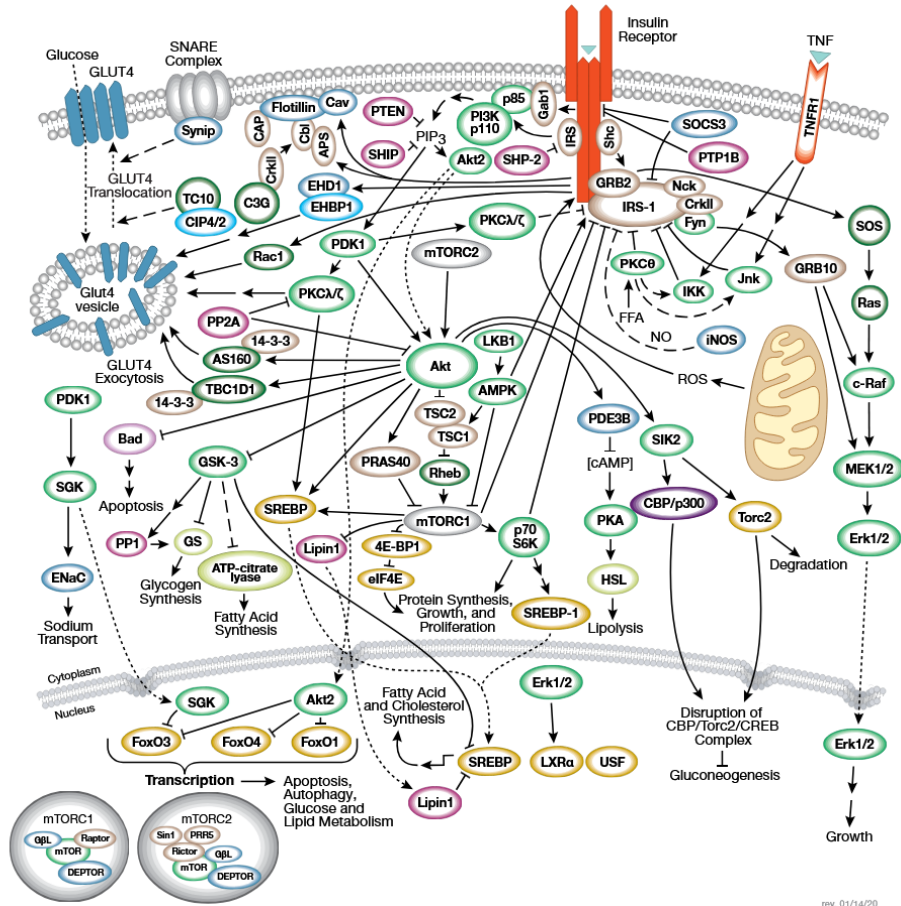 Insulin
Receptor
TNF
SNARE
Complex
Glucose
GLUT4
Synip
Flotillin
Cav
CAP
Cbl
APS
CrkII
PTEN
SHIP
PIP3
p85
Gab1
PI3K
p110
Akt2
SHP-2
IRS
Shc
SOCS3
PTP1B
TNFR1
GLUT4
Translocation
TC10
CIP4/2
C3G
EHD1
EHBP1
GRB2
Nck
IRS-1
CrkII
Fyn
SOS
PDK1
PKCλ/ζ
mTORC2
Rac1
PKCθ
IKK
Jnk
GRB10
Ras
Glut4
vesicle
PKCλ/ζ
FFA
NO
iNOS
PP2A
14-3-3
AS160
TBC1D1
14-3-3
GLUT4
Exocytosis
Akt
LKB1
AMPK
ROS
c-Raf
PDK1
Bad
TSC2
TSC1
PDE3B
SIK2
GSK-3
PRAS40
Rheb
[cAMP]
MEK1/2
SGK
Apoptosis
SREBP
mTORC1
p70
S6K
PKA
CBP/p300
Torc2
PP1
GS
Lipin1
4E-BP1
Erk1/2
ENaC
Glycogen
Synthesis
ATP-citrate
lyase
eIF4E
HSL
Degradation
Sodium
Transport
Fatty Acid
Synthesis
Protein Synthesis,
Growth, and
Proliferation
SREBP-1
Lipolysis
Cytoplasm
Nucleus
SGK
Akt2
Fatty Acid
and Cholesterol
Synthesis
Erk1/2
FoxO3
FoxO4
FoxO1
SREBP
LXRα
USF
Disruption of
CBP/Torc2/CREB
Complex
Gluconeogenesis
Erk1/2
Transcription
Apoptosis,
Autophagy,
Glucose and
Lipid Metabolism
Lipin1
Growth
mTORC1
GβL
Raptor
mTOR
DEPTOR
mTORC2
Sin1
PRR5
Rictor
GβL
mTOR
DEPTOR
rev. 01/14/20